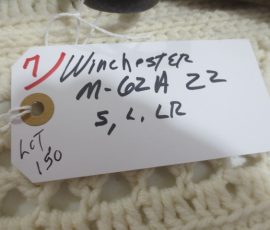 7) Winchester
M-62A 22
S, L, LR
LOT
150